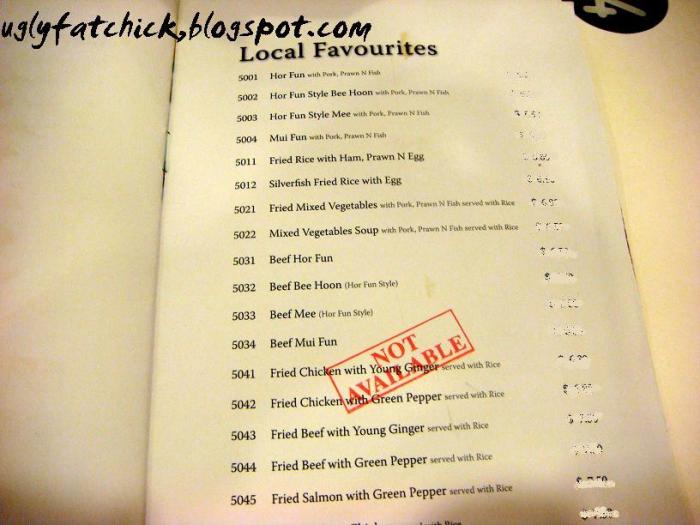 uglyfatchick.blogspot.com
Local Favourites
5001 Hor Fun with Pork, Prawn N Fish
5002 Hor Fun Style Bee Hoon with Pork, Prawn N Fish
5003 Hor Fun Style Mee with Pork, Prawn N Fish
5004 Mui Fun with Pork, Prawn N Fish
5011 Fried Rice with Ham, Prawn N Egg
5012 Silverfish Fried Rice with Egg
5021 Fried Mixed Vegetables with Pork, Prawn N Fish served with Rice
5022 Mixed Vegetables Soup with Pork, Prawn N Fish served with Rice
5031 Beef Hor Fun
5032 Beef Bee Hoon (Hor Fun Style)
5033 Beef Mee (Hor Fun Style)
5034 Beef Mui Fun
NOT
AVAILABLE
5041 Fried Chicken with Young Ginger served with Rice
5042 Fried Chicken with Green Pepper served with Rice
5043 Fried Beef with Young Ginger served with Rice
5044 Fried Beef with Green Pepper served with Rice
5045 Fried Salmon with Green Pepper served with Rice